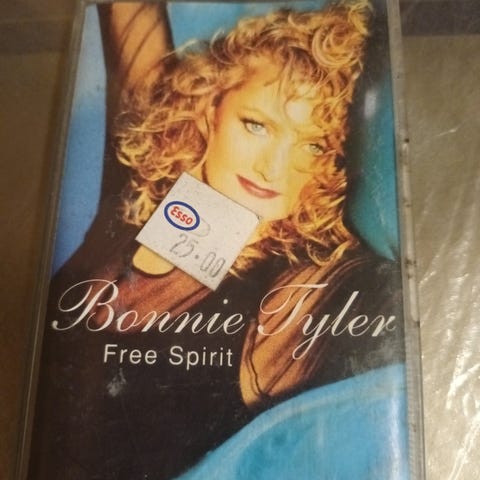 Esso
25.00
Bonnie Tyler
Free Spirit